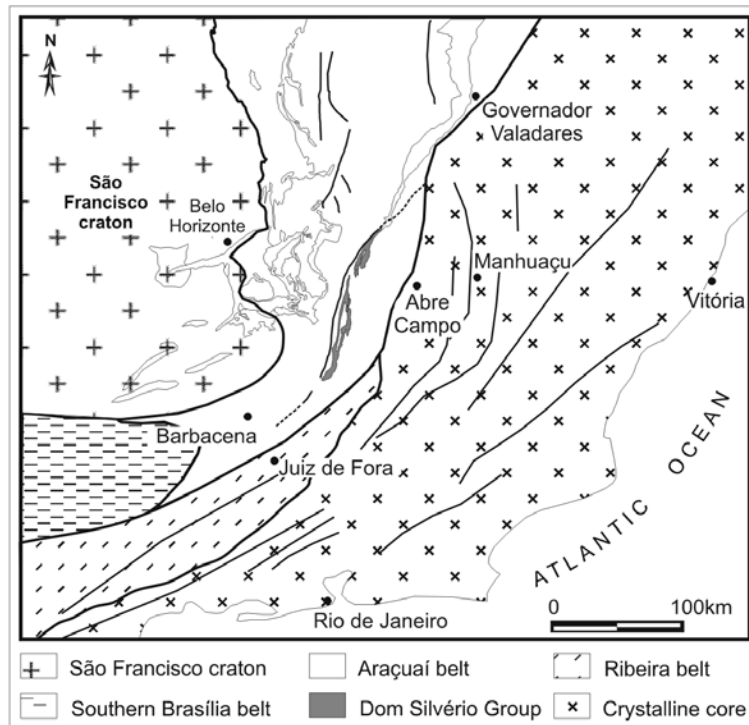 N
Governador
Valadares
São
Francisco
craton
Belo
Horizonte
Manhuaçu
Abre
Campo
Vitória
Barbacena
Juiz de Fora
ATLANTIC OCEAN
0 100km
Rio de Janeiro
São Francisco craton
Araçuaí belt
Ribeira belt
Southern Brasília belt
Dom Silvério Group
Crystalline core